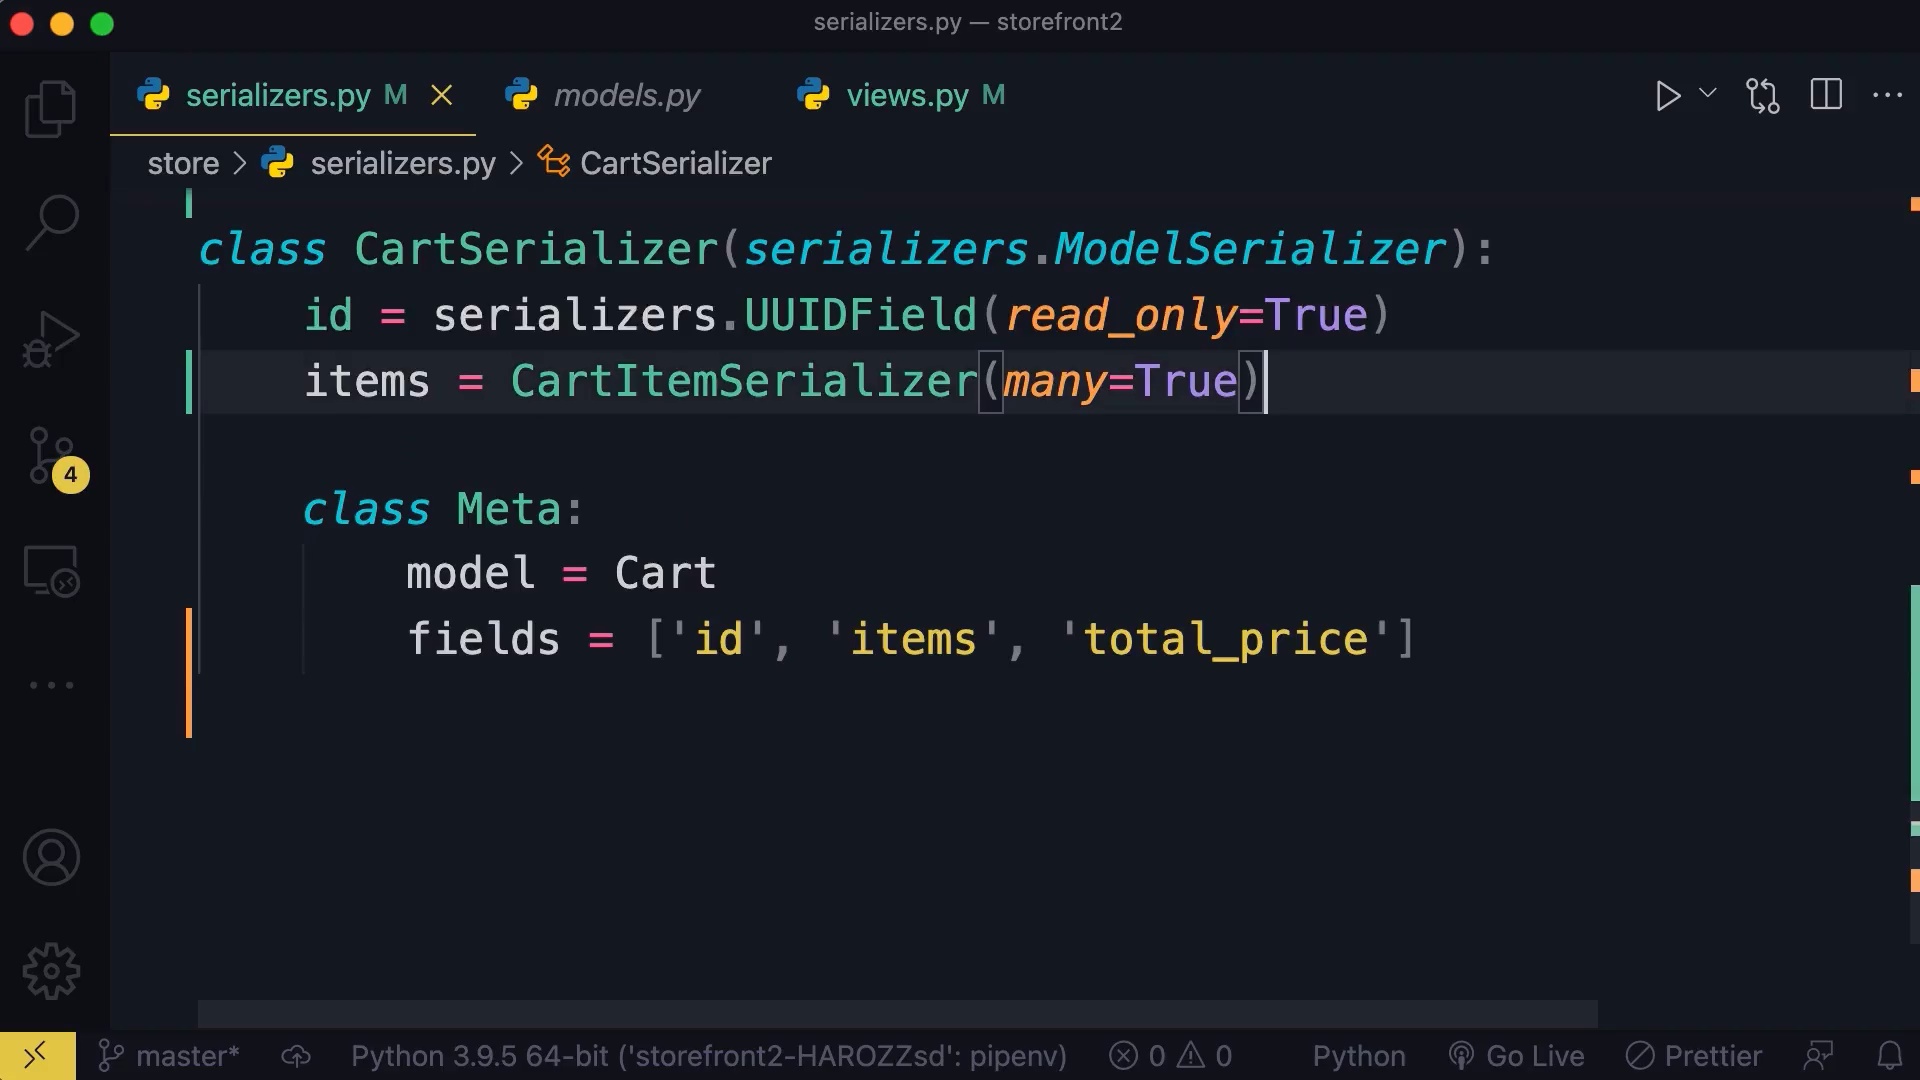 serializers.py — storefront2
serializers.py M models.py views.py M
store > serializers.py > CartSerializer
class CartSerializer(serializers.ModelSerializer):
    id = serializers.UUIDField(read_only=True)
    items = CartItemSerializer(many=True)
    class Meta:
        model = Cart
        fields = ['id', 'items', 'total_price']
4
master* Python 3.9.5 64-bit ('storefront2-HAROZZsd': pipenv) 0 0 Python Go Live Prettier